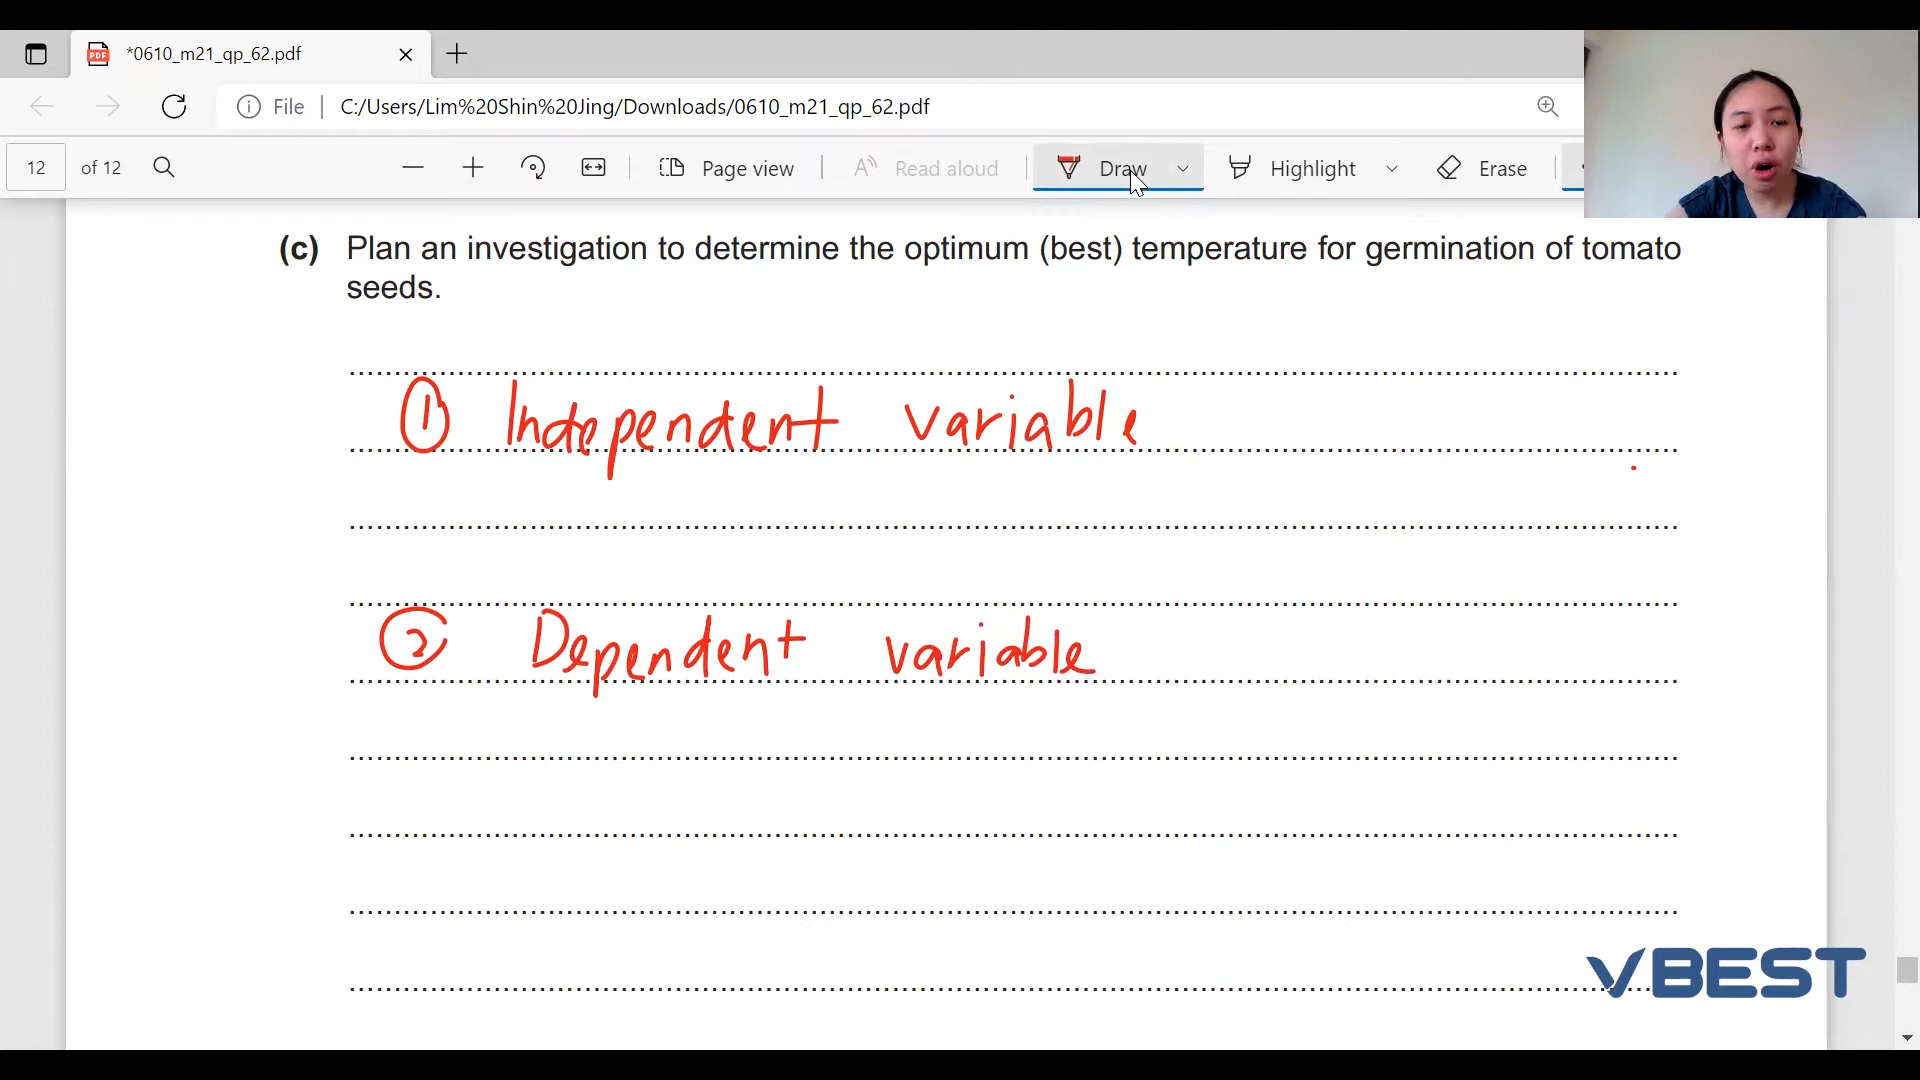 *0610_m21_qp_62.pdf
File C:/Users/Lim%20Shin%20Jing/Downloads/0610_m21_qp_62.pdf
12 of 12 Page view Read aloud Draw Highlight Erase
(c) Plan an investigation to determine the optimum (best) temperature for germination of tomato
seeds.
① Independent variable
② Dependent variable
VBEST